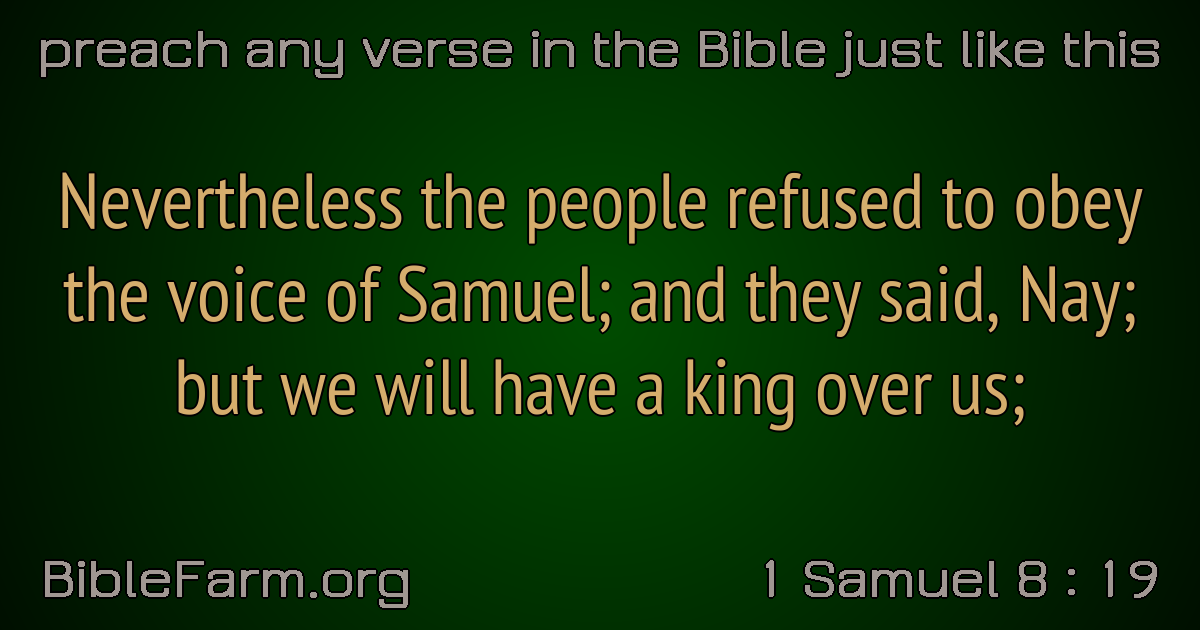 preach any verse in the Bible just like this
Nevertheless the people refused to obey
the voice of Samuel; and they said, Nay;
but we will have a king over us;
BibleFarm.org
1 Samuel 8 : 19